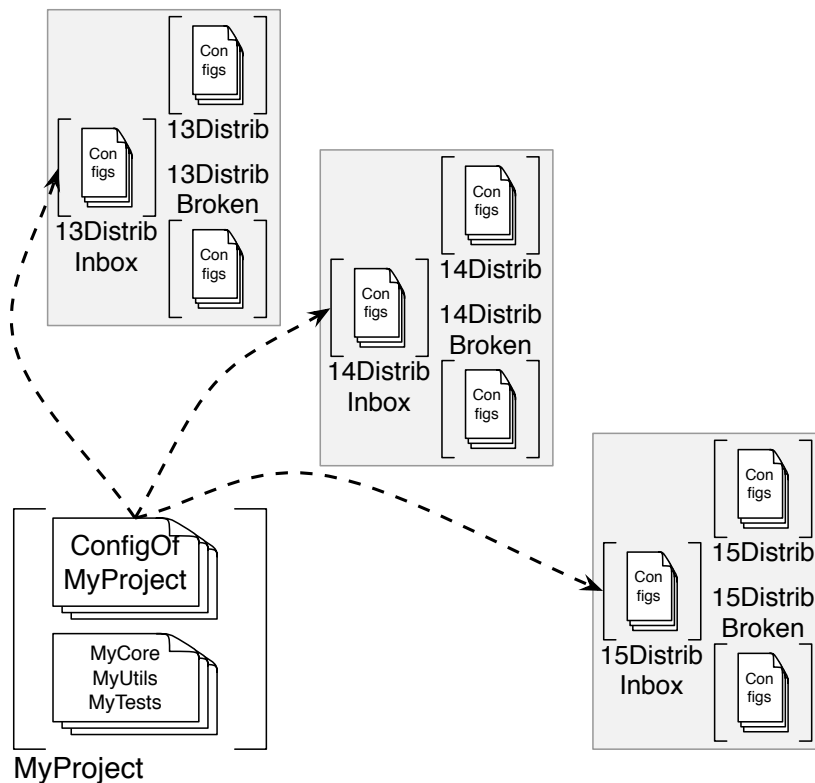 Con
figs
13Distrib
Con
figs
13Distrib
Inbox
13Distrib
Broken
Con
figs
Con
figs
14Distrib
Con
figs
14Distrib
Inbox
14Distrib
Broken
Con
figs
Con
figs
15Distrib
Con
figs
15Distrib
Inbox
15Distrib
Broken
Con
figs
ConfigOf
MyProject
MyCore
MyUtils
MyTests
MyProject